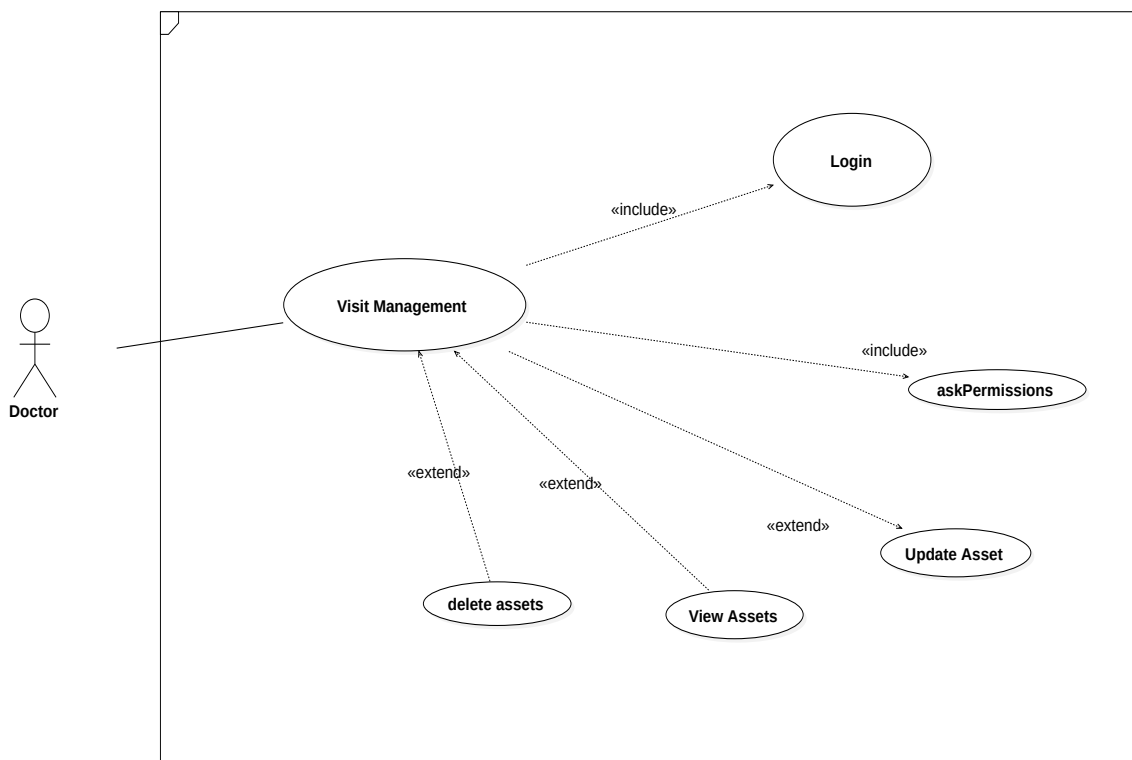 Login
«include»
Visit Management
«include»
askPermissions
Doctor
«extend»
«extend»
«extend»
Update Asset
delete assets
View Assets